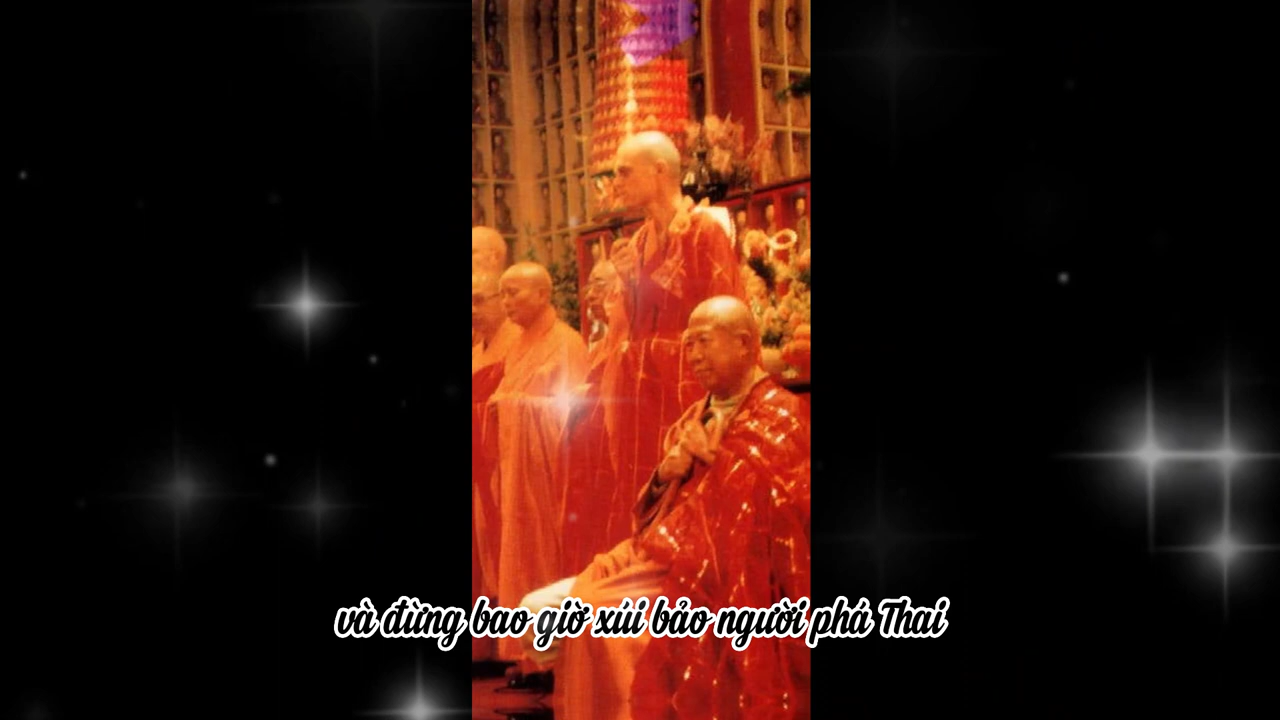 và đừng bao giờ xúi bảo người phá Thai